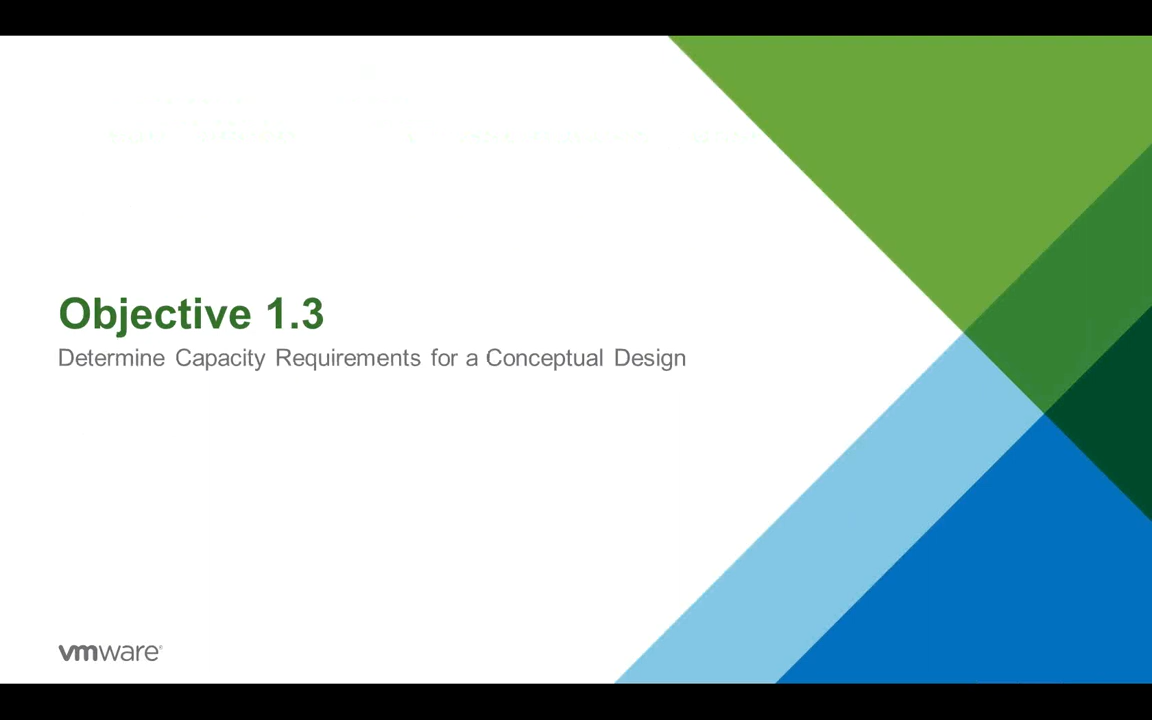 Objective 1.3
Determine Capacity Requirements for a Conceptual Design
vmware